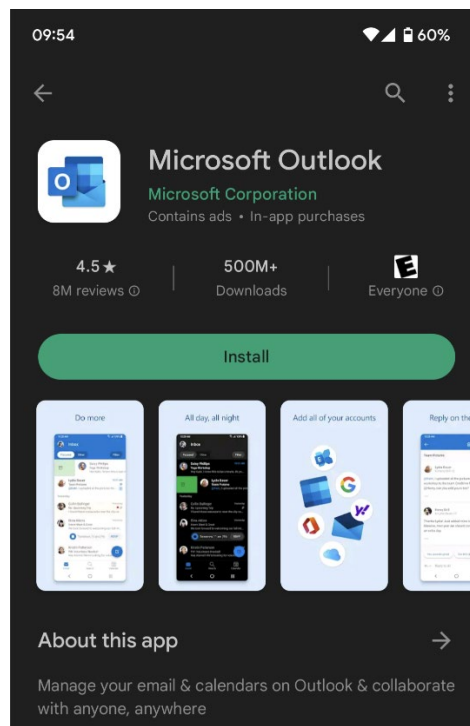 09:54 60%
Microsoft Outlook
Microsoft Corporation
Contains ads • In-app purchases
4.5★ 500M+ E
8M reviews Downloads Everyone
Install
Do more
All day, all night
Add all of your accounts
Reply on the
About this app
Manage your email & calendars on Outlook & collaborate
with anyone, anywhere